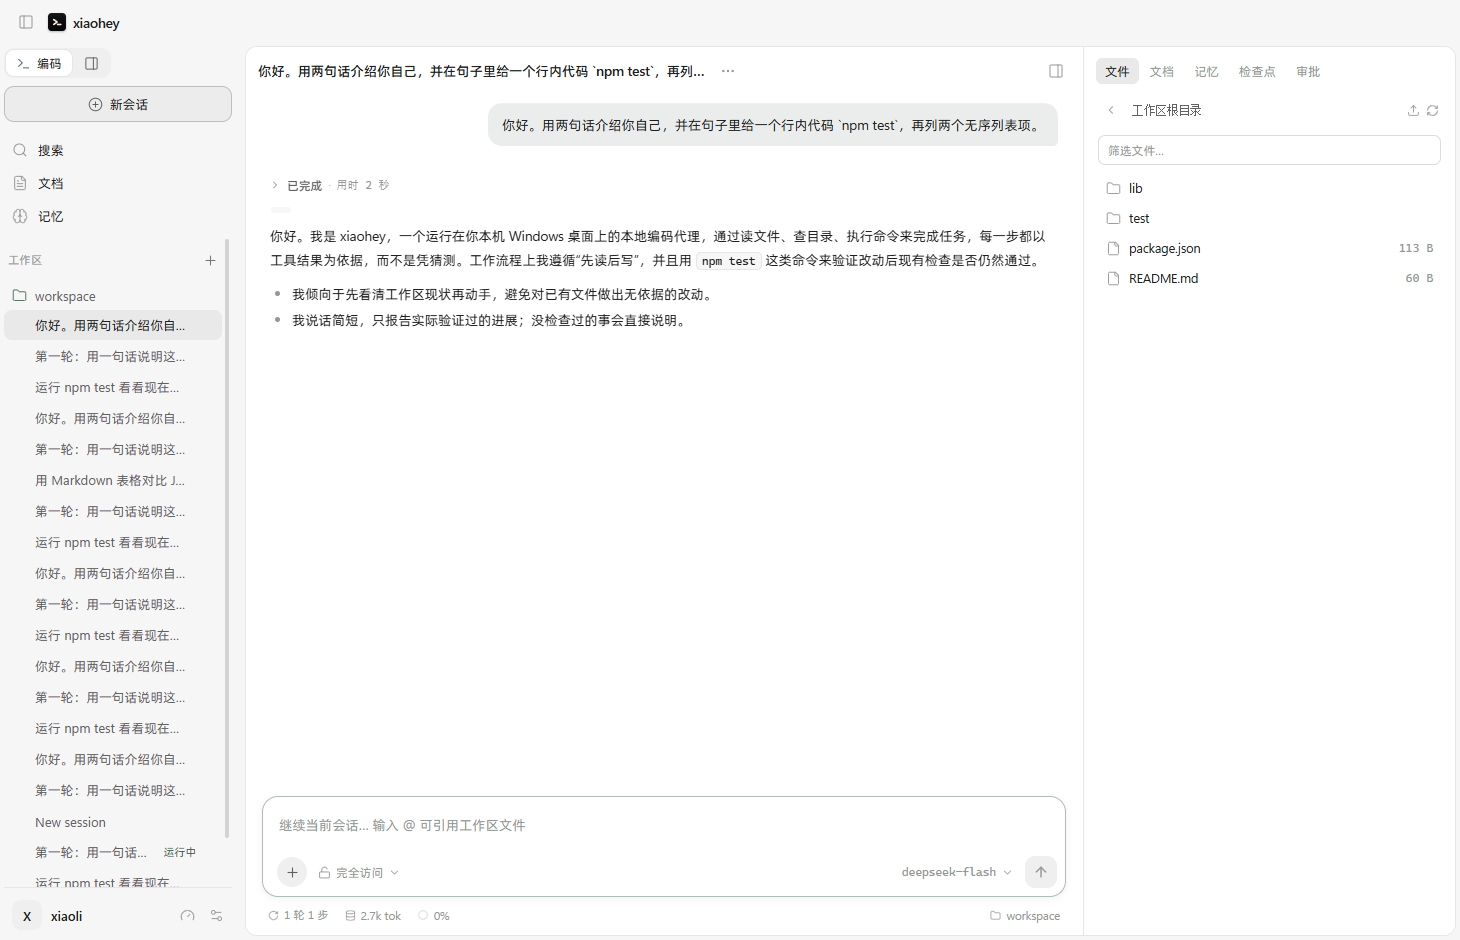 xiaohey
编码
新会话
搜索
文档
记忆
工作区
workspace
你好。用两句话介绍你自...
第一轮：用一句话说明这...
运行 npm test 看看现在...
你好。用两句话介绍你自...
第一轮：用一句话说明这...
用 Markdown 表格对比 J...
第一轮：用一句话说明这...
运行 npm test 看看现在...
你好。用两句话介绍你自...
第一轮：用一句话说明这...
运行 npm test 看看现在...
你好。用两句话介绍你自...
第一轮：用一句话说明这...
运行 npm test 看看现在...
你好。用两句话介绍你自...
第一轮：用一句话说明这...
New session
第一轮：用一句话... 运行中
运行 npm test 看看现在...
X xiaoli
你好。用两句话介绍你自己，并在句子里给一个行内代码 `npm test`，再列... ···
你好。用两句话介绍你自己，并在句子里给一个行内代码 `npm test`，再列两个无序列表项。
已完成 · 用时 2 秒
你好。我是 xiaohey，一个运行在你本机 Windows 桌面上的本地编码代理，通过读文件、查目录、执行命令来完成任务，每一步都以
工具结果为依据，而不是凭猜测。工作流程上我遵循“先读后写”，并且用 npm test 这类命令来验证改动后现有检查是否仍然通过。
• 我倾向于先看清工作区现状再动手，避免对已有文件做出无依据的改动。
• 我说话简短，只报告实际验证过的进展；没检查过的事会直接说明。
继续当前会话... 输入 @ 可引用工作区文件
完全访问
deepseek-flash
1 轮 1 步 2.7k tok 0%
workspace
文件 文档 记忆 检查点 审批
工作区根目录
筛选文件...
lib
test
package.json 113 B
README.md 60 B